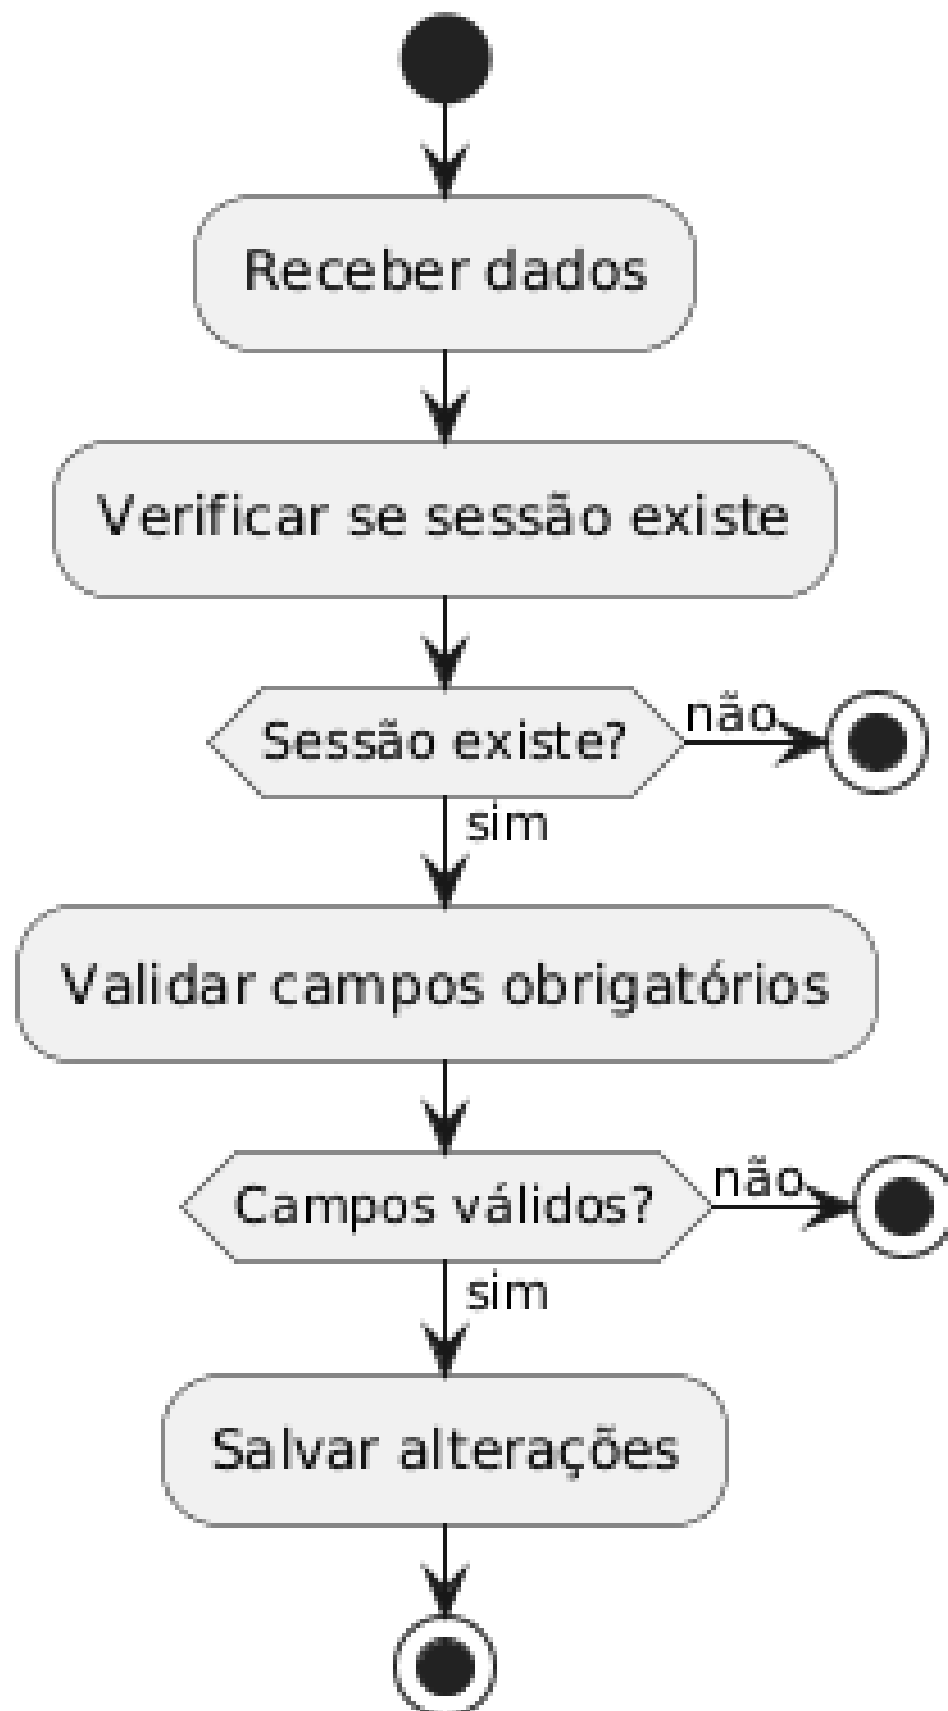 Receber dados
Verificar se sessão existe
Sessão existe?
não
sim
Validar campos obrigatórios
Campos válidos?
não
sim
Salvar alterações